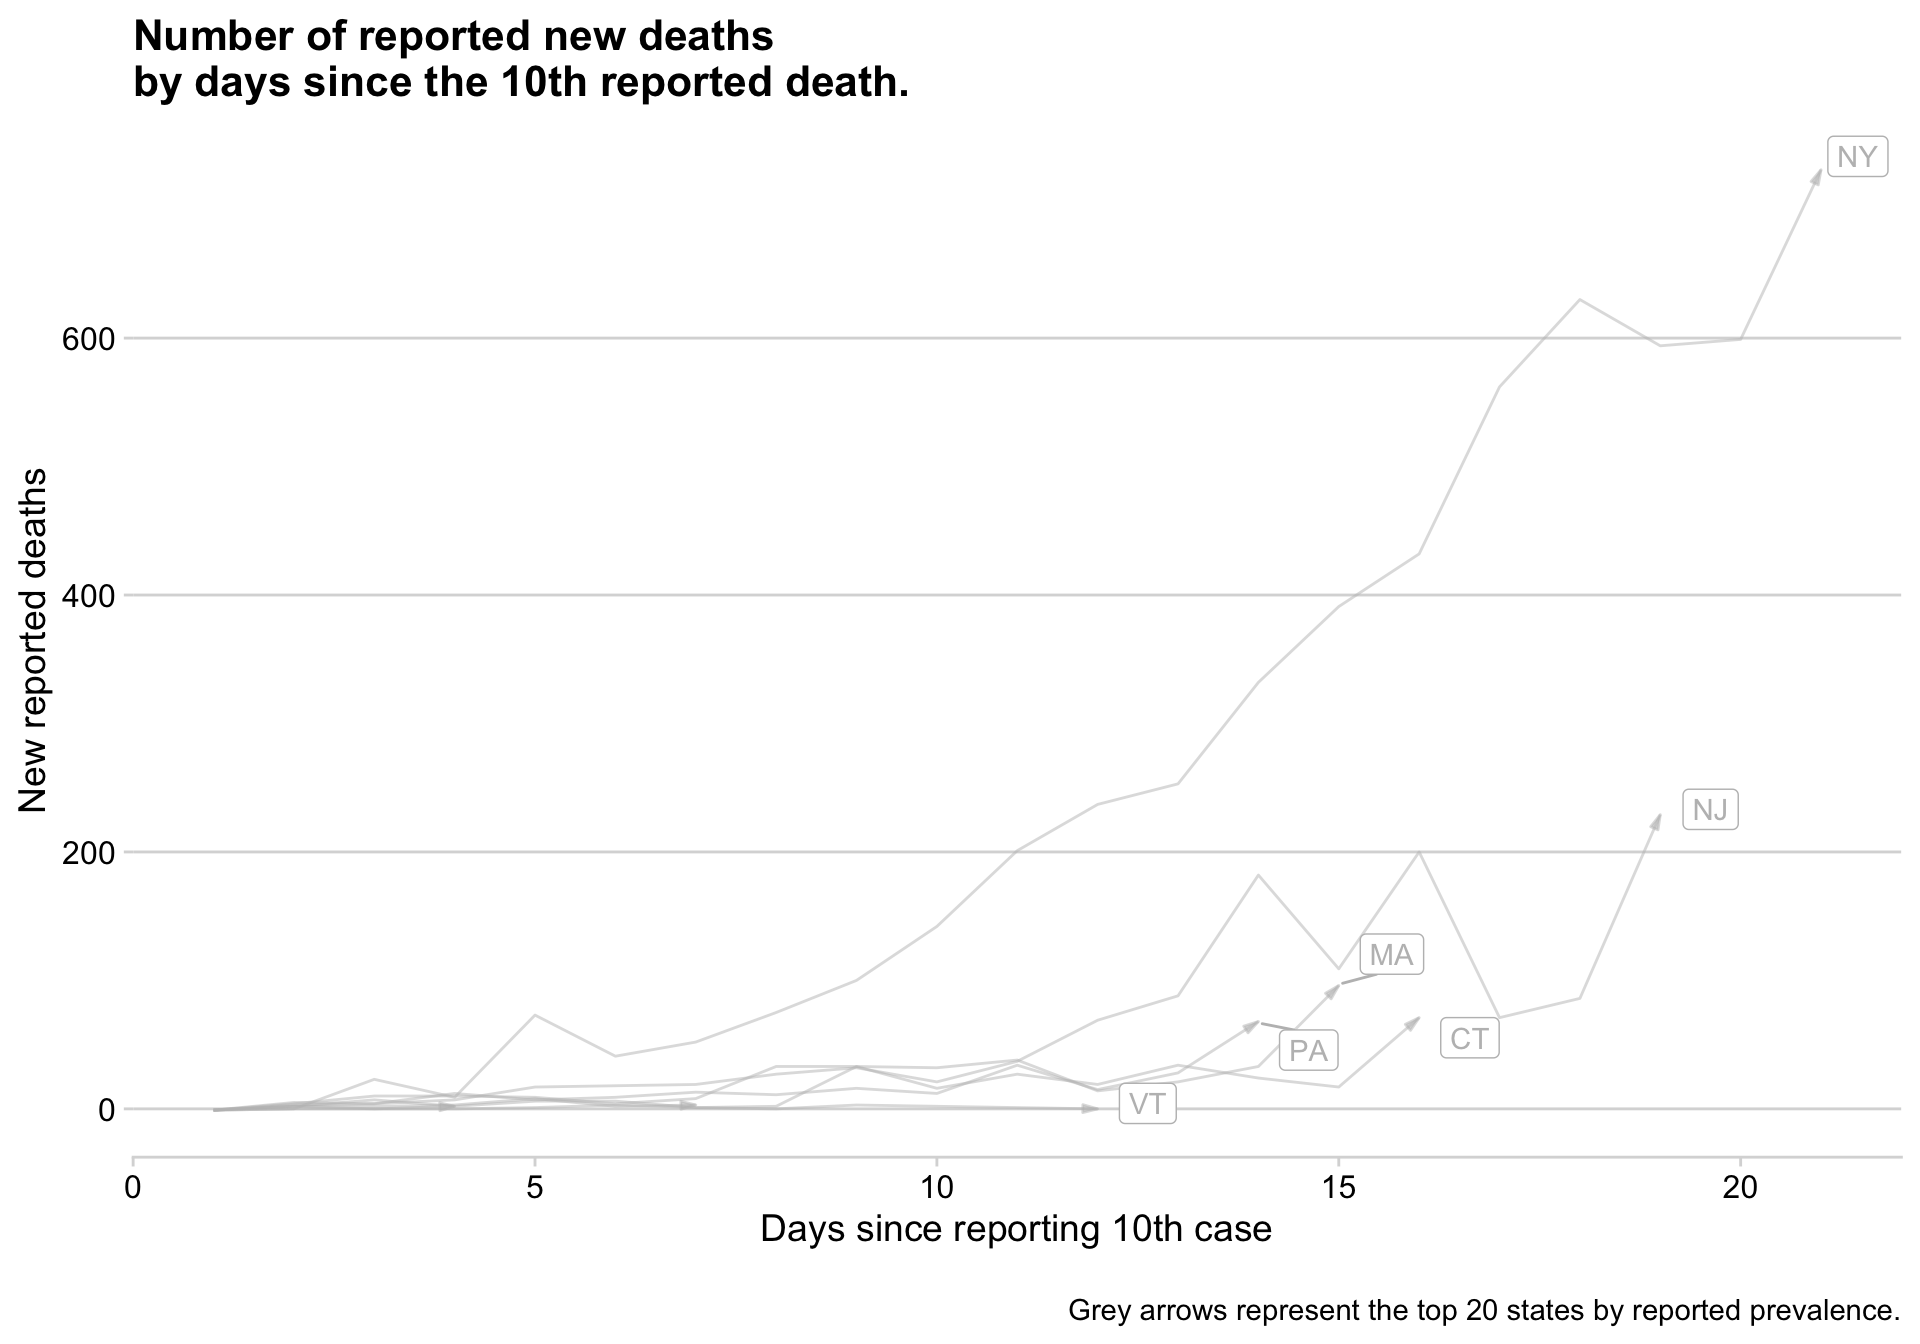 Number of reported new deaths
by days since the 10th reported death.
NY
600
New reported deaths
400
NJ
200
MA
CT
PA
VT
0
0 5 10 15 20
Days since reporting 10th case
Grey arrows represent the top 20 states by reported prevalence.